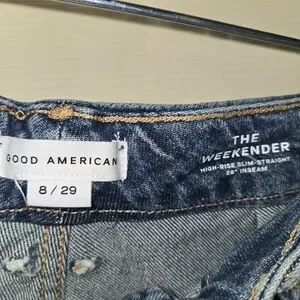 GOOD AMERICAN
8 / 29
THE
WEEKENDER
HIGH-RISE SLIM-STRAIGHT
28" INSEAM